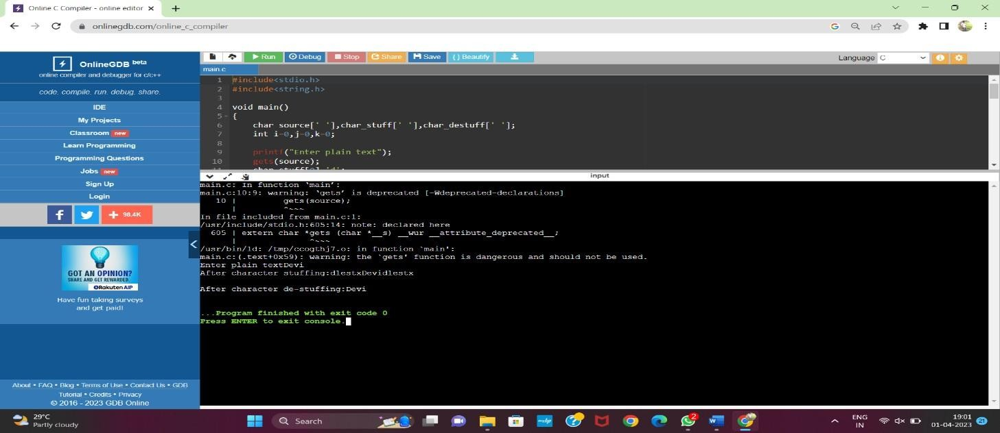 Online C Compiler - online editor
onlinegdb.com/online_c_compiler
OnlineGDB beta
online compiler and debugger for c/c++
code. compile. run. debug. share.
IDE
My Projects
Classroom new
Learn Programming
Programming Questions
Jobs new
Sign Up
Login
f
+ 98.4K
GOT AN OPINION?
SHARE AND GET REWARDED.
Rakuten AIP
Have fun taking surveys
and get paid!
About • FAQ • Blog • Terms of Use • Contact Us • GDB
Tutorial • Credits • Privacy
© 2016 - 2023 GDB Online
Run Debug Stop Share Save { } Beautify
Language C
main.c
1 #include<stdio.h>
2 #include<string.h>
3
4 void main()
5 {
6 char source[' '],char_stuff[' '],char_destuff[' '];
7 int i=0,j=0,k=0;
8
9 printf("Enter plain text");
10 gets(source);
input
main.c: In function ‘main’:
main.c:10:9: warning: ‘gets’ is deprecated [-Wdeprecated-declarations]
10 | gets(source);
| ^~~~
In file included from main.c:1:
/usr/include/stdio.h:605:14: note: declared here
605 | extern char *gets (char *__s) __wur __attribute_deprecated__;
| ^~~~
/usr/bin/ld: /tmp/ccogthj7.o: in function `main':
main.c:(.text+0x59): warning: the `gets' function is dangerous and should not be used.
Enter plain textDevi
After character stuffing:dlestxDevidlestx
After character de-stuffing:Devi
...Program finished with exit code 0
Press ENTER to exit console.
29°C
Partly cloudy
Search
2
ENG
IN
19:01
01-04-2023
21